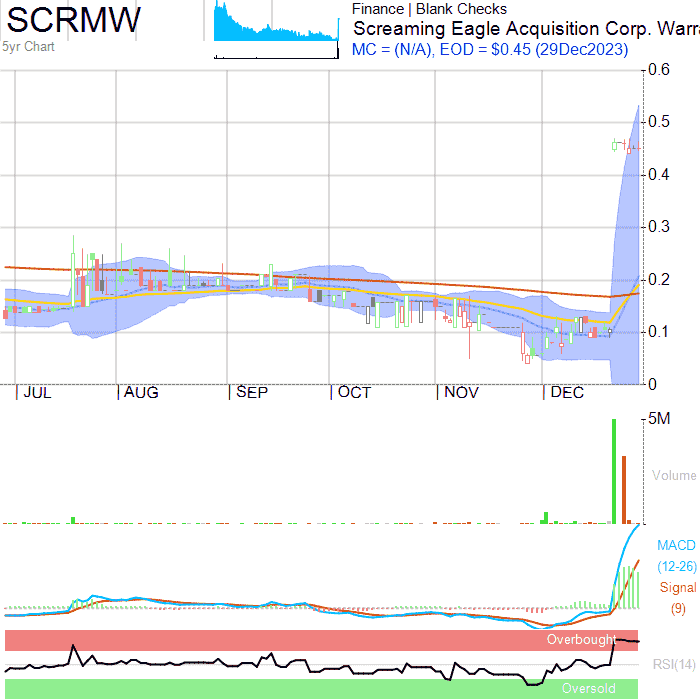 SCRMW
5yr Chart
Finance | Blank Checks
Screaming Eagle Acquisition Corp. Warra
MC = (N/A), EOD = $0.45 (29Dec2023)
0.6
0.5
0.4
0.3
0.2
0.1
0
JUL AUG SEP OCT NOV DEC
5M
Volume
MACD
(12-26)
Signal
(9)
Overbought
RSI(14)
Oversold